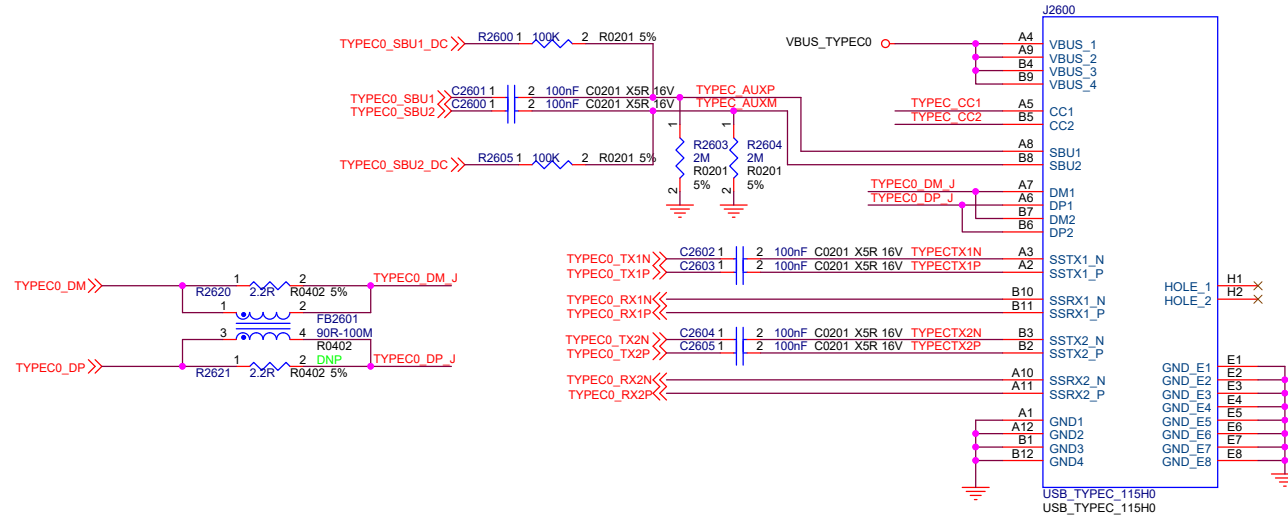 J2600
TYPEC0_SBU1_DC R2600 1 100K 2 R0201 5% VBUS_TYPEC0 A4 VBUS_1
A9 VBUS_2
B4 VBUS_3
B9 VBUS_4
TYPEC0_SBU1 C2601 1 2 100nF C0201 X5R 16V TYPEC_AUXP
TYPEC0_SBU2 C2600 1 2 100nF C0201 X5R 16V TYPEC_AUXM
TYPEC_CC1 A5 CC1
TYPEC_CC2 B5 CC2
1 1
R2603 R2604
2M 2M
R0201 R0201
5% 5%
2 2
A8 SBU1
B8 SBU2
TYPEC0_SBU2_DC R2605 1 100K 2 R0201 5%
TYPEC0_DM_J A7 DM1
TYPEC0_DP_J A6 DP1
B7 DM2
B6 DP2
TYPEC0_TX1N C2602 1 2 100nF C0201 X5R 16V TYPECTX1N A3 SSTX1_N
TYPEC0_TX1P C2603 1 2 100nF C0201 X5R 16V TYPECTX1P A2 SSTX1_P
TYPEC0_RX1N B10 SSRX1_N
TYPEC0_RX1P B11 SSRX1_P
TYPEC0_TX2N C2604 1 2 100nF C0201 X5R 16V TYPECTX2N B3 SSTX2_N
TYPEC0_TX2P C2605 1 2 100nF C0201 X5R 16V TYPECTX2P B2 SSTX2_P
TYPEC0_RX2N A10 SSRX2_N
TYPEC0_RX2P A11 SSRX2_P
A1 GND1
A12 GND2
B1 GND3
B12 GND4
HOLE_1 H1
HOLE_2 H2
GND_E1 E1
GND_E2 E2
GND_E3 E3
GND_E4 E4
GND_E5 E5
GND_E6 E6
GND_E7 E7
GND_E8 E8
USB_TYPEC_115H0
USB_TYPEC_115H0
TYPEC0_DM 1 2 TYPEC0_DM_J
R2620 2.2R R0402 5%
1 2
FB2601
3 4 90R-100M
R0402
TYPEC0_DP 1 2 DNP TYPEC0_DP_J
R2621 2.2R R0402 5%